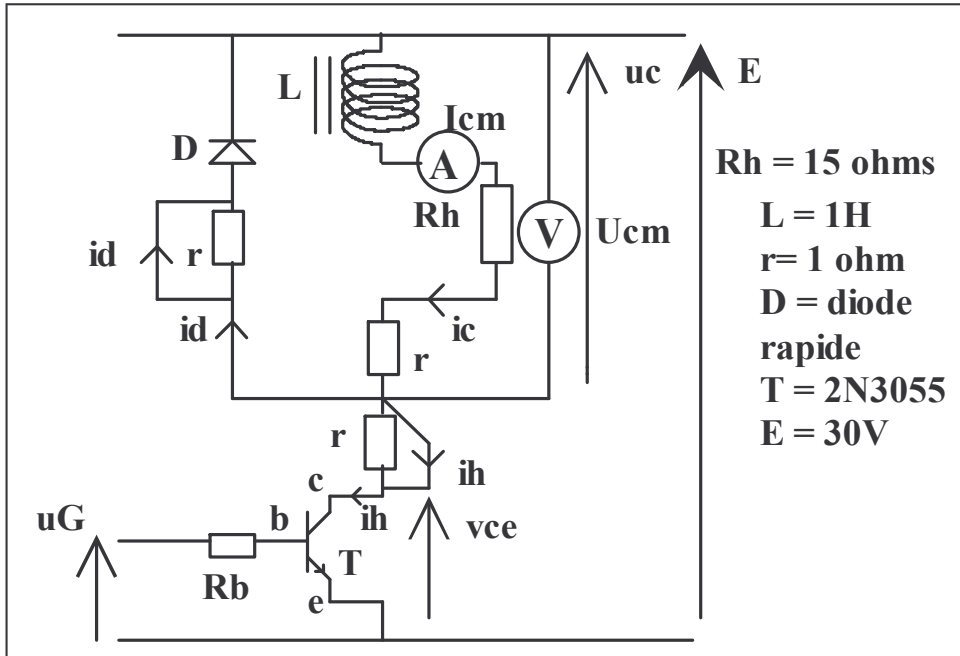 uc
E
L
Icm
D
A
Rh
V
Ucm
id
r
id
ic
r
r
c
ih
b
ih
uG
T
vce
Rb
e
Rh = 15 ohms
L = 1H
r= 1 ohm
D = diode
rapide
T = 2N3055
E = 30V